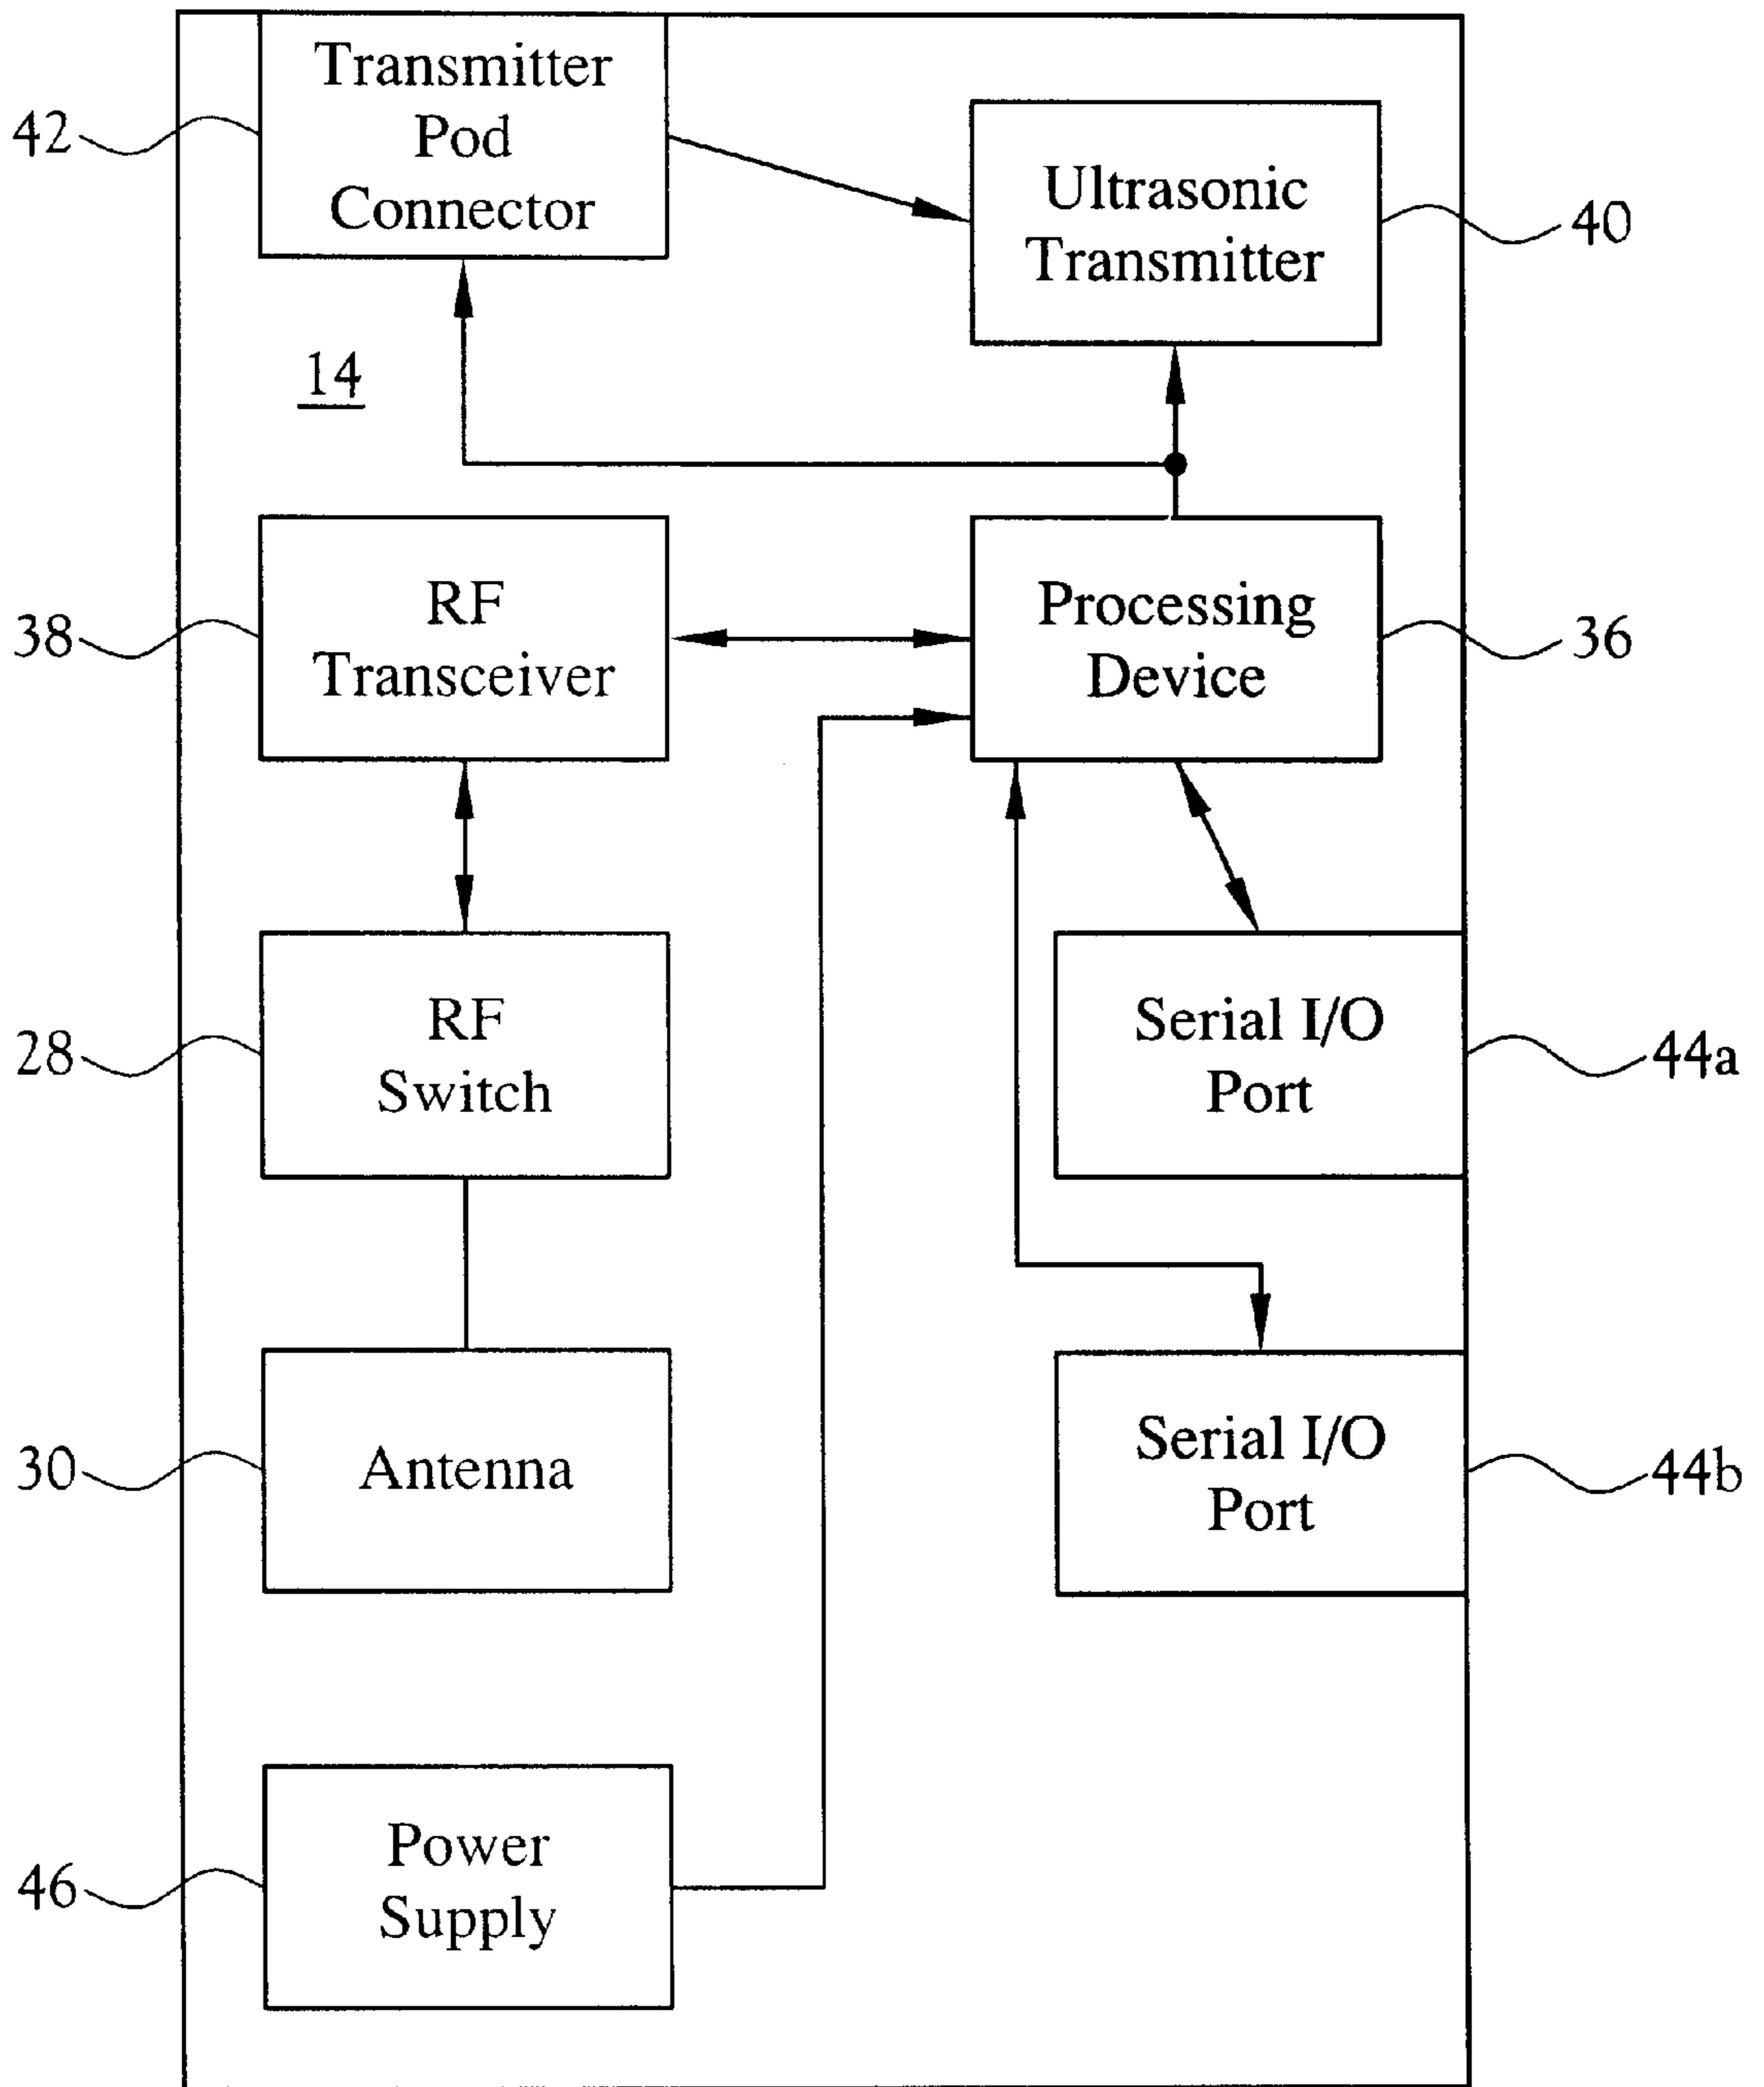 Transmitter
Pod
Connector
42
Ultrasonic
Transmitter
40
14
RF
Transceiver
38
Processing
Device
36
RF
Switch
28
Serial I/O
Port
44a
Antenna
30
Serial I/O
Port
44b
Power
Supply
46